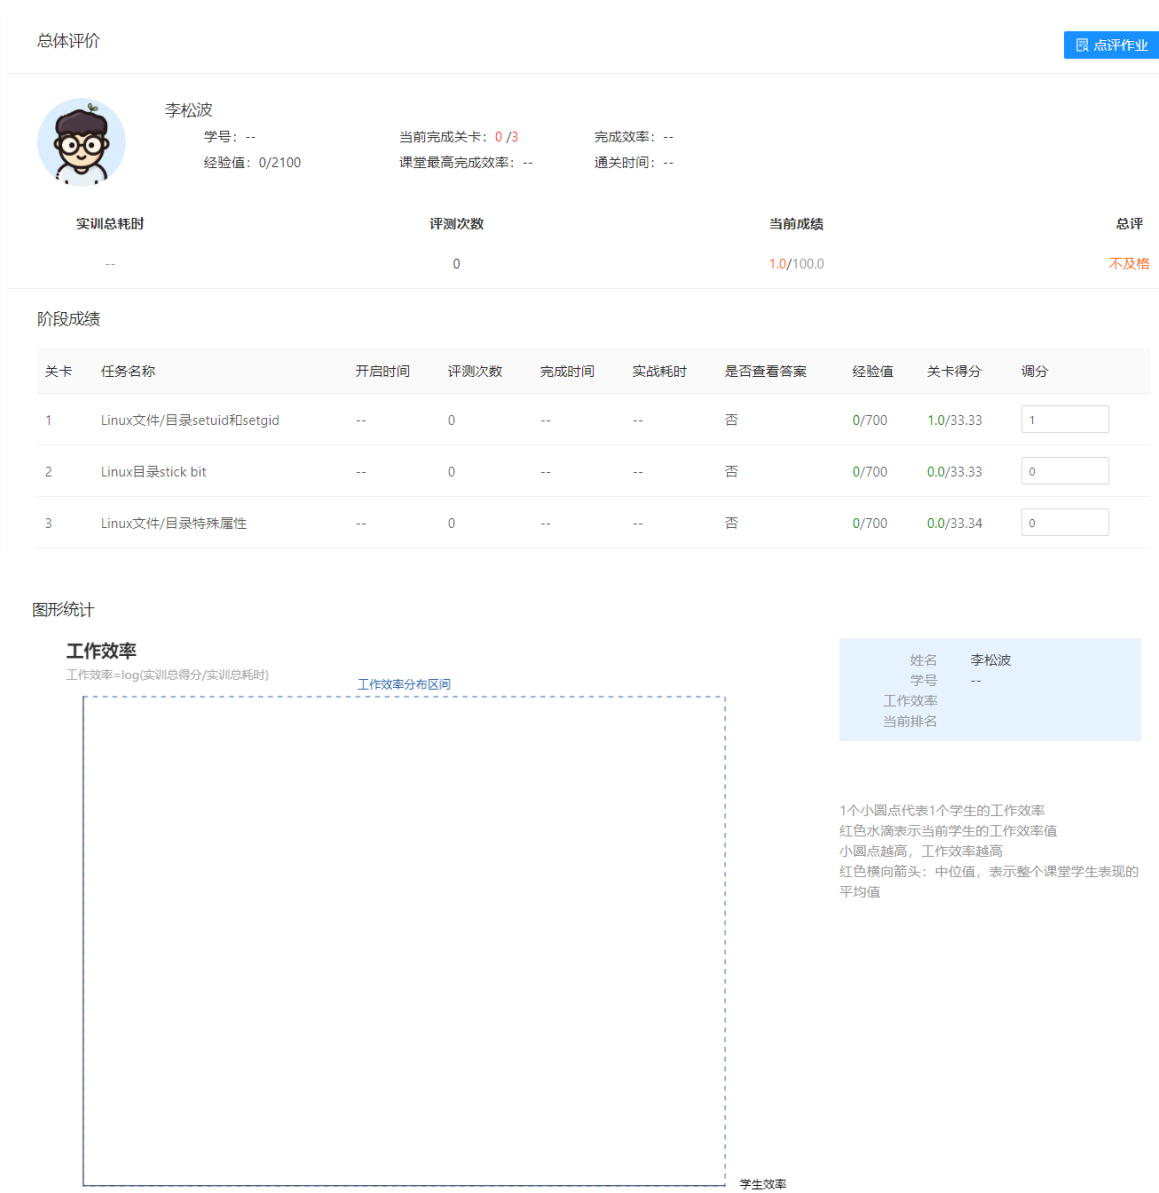 总体评价
点评作业
李松波
学号：-- 当前完成关卡：0 /3 完成效率：--
经验值：0/2100 课堂最高完成效率：-- 通关时间：--
实训总耗时 评测次数 当前成绩 总评
-- 0 1.0/100.0 不及格
阶段成绩
关卡 任务名称 开启时间 评测次数 完成时间 实战耗时 是否查看答案 经验值 关卡得分 调分
1 Linux文件/目录setuid和setgid -- 0 -- -- 否 0/700 1.0/33.33 1
2 Linux目录stick bit -- 0 -- -- 否 0/700 0.0/33.33 0
3 Linux文件/目录特殊属性 -- 0 -- -- 否 0/700 0.0/33.34 0
图形统计
工作效率
工作效率=log(实训总得分/实训总耗时)
工作效率分布区间
学生效率
姓名 李松波
学号 --
工作效率
当前排名
1个小圆点代表1个学生的工作效率
红色水滴表示当前学生的工作效率值
小圆点越高，工作效率越高
红色横向箭头：中位值，表示整个课堂学生表现的
平均值